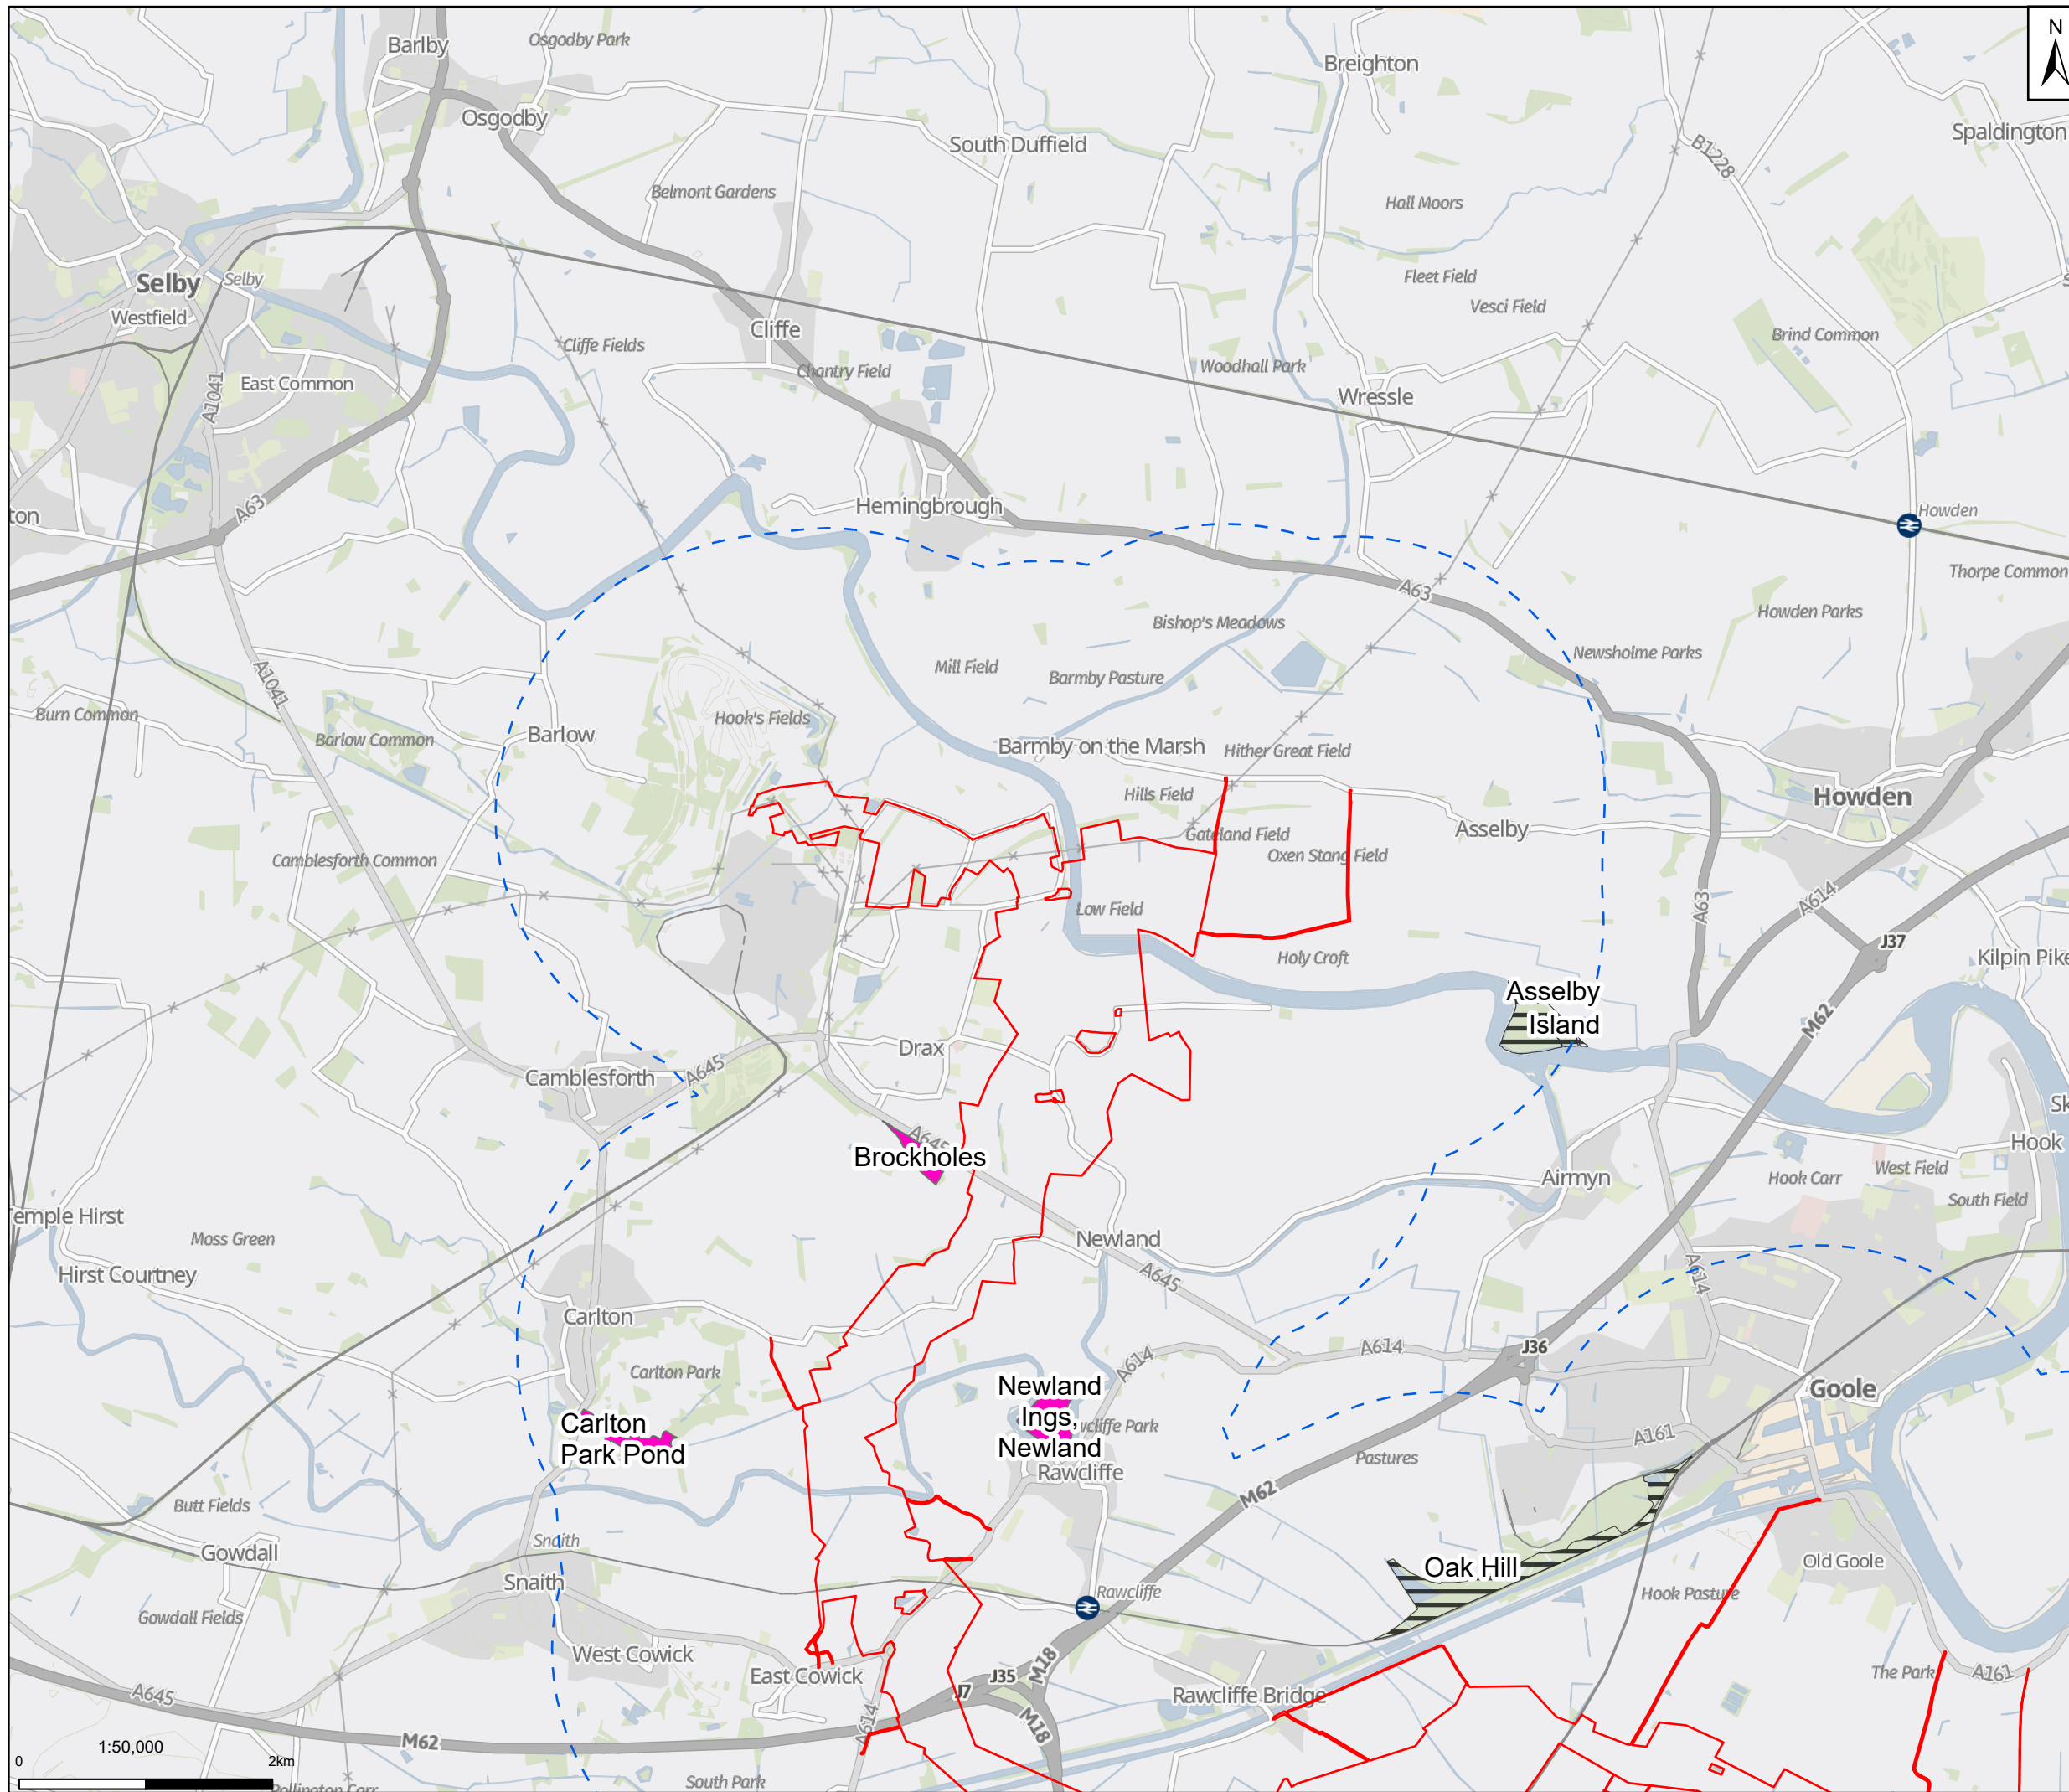 N
Barlby
Osgodby Park
Breighton
Osgodby
South Duffield
Spaldington
B1228
Belmont Gardens
Hall Moors
Selby
Selby
Fleet Field
Vesci Field
Westfield
Cliffe
Brind Common
Cliffe Fields
Chantry Field
Woodhall Park
East Common
A1041
Wressle
Hemingbrough
A63
ton
Howden
Thorpe Common
A63
Howden Parks
Bishop's Meadows
Newsholme Parks
Mill Field
Barmby Pasture
A1041
Burn Common
Hook's Fields
Barlow
Barlow Common
Barmby on the Marsh
Hither Great Field
Hills Field
Howden
Gateland Field
Asselby
Oxen Stang Field
Camblesforth Common
A614
A63
Low Field
J37
Holy Croft
Kilpin Pike
Asselby
Island
M62
Drax
A645
Camblesforth
Sk
A645
Hook
Brockholes
West Field
Hook Carr
Airmyn
South Field
emple Hirst
Moss Green
Newland
Hirst Courtney
A645
A614
Carlton
A614
A614
J36
Carlton Park
Newland
Ings,
Newland
wcliffe Park
Goole
Carlton
Park Pond
A161
Pastures
Rawcliffe
M62
Butt Fields
Snaith
Gowdall
Oak Hill
Old Goole
Snaith
Rawcliffe
Hook Pasture
Gowdall Fields
West Cowick
East Cowick
J35
M18
The Park
A161
J7
Rawcliffe Bridge
A645
A614
M18
M62
1:50,000
0
2km
South Park
Pollington Carr